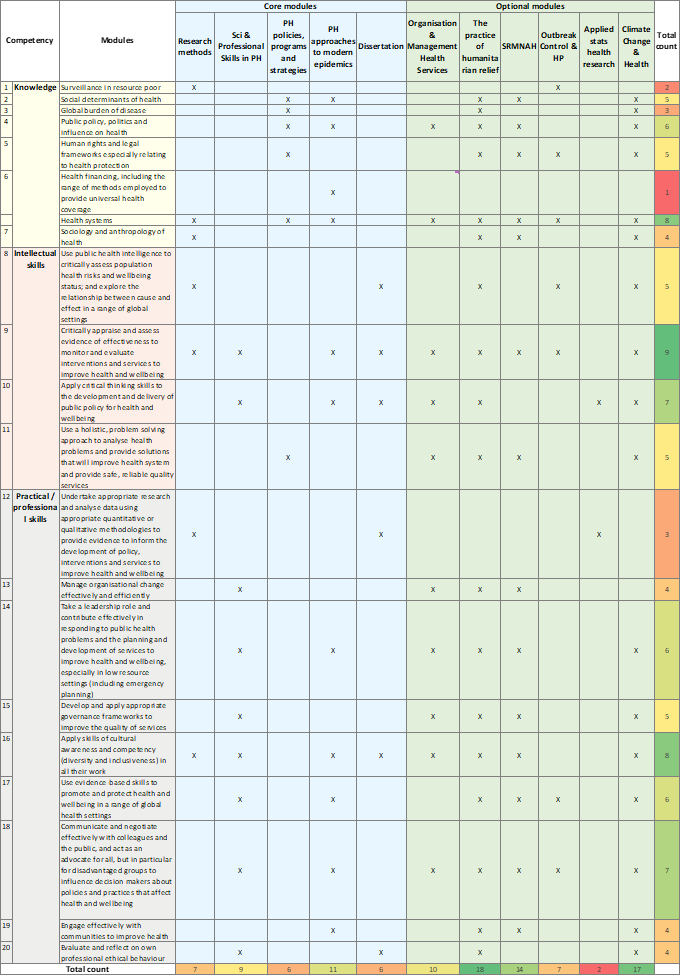 Core modules Optional modules
Competency Modules Research methods Sci & Professional Skills in PH PH policies, programs and strategies PH approaches to modern epidemics Dissertation Organisation & Management Health Services The practice of humanita rian relief SRMNAH Outbreak Control & HP Applied stats health research Climate Change & Health Total count
1 Knowledge Surveillance in resource poor X X 2
2 Social determinants of health X X X X X 5
3 Global burden of disease X X X 3
4 Public policy, politics and influence on health X X X X X X 6
5 Human rights and legal frameworks especially relating to health protection X X X X X 5
6 Health financing, including the range of methods employed to provide universal health coverage X 1
Health systems X X X X X X X X 8
7 Sociology and anthropology of health X X X X 4
8 Intellectual skills Use public health intelligence to critically assess population health risks and wellbeing status; and explore the relationship between cause and effect in a range of global settings X X X X X 5
9 Critically appraise and assess evidence of effectiveness to monitor and evaluate interventions and services to improve health and wellbeing X X X X X X X X X 9
10 Apply critical thinking skills to the development and delivery of public policy for health and wellbeing X X X X X X X 7
11 Use a holistic, problem solving approach to analyse health problems and provide solutions that will improve health system and provide safe, reliable quality services X X X X X 5
12 Practical / professiona l skills Undertake appropriate research and analyse data using appropriate quantitative or qualitative methodologies to provide evidence to inform the development of policy, interventions and services to improve health and wellbeing X X X 3
13 Manage organisational change effectively and efficiently X X X X 4
14 Take a leadership role and contribute effectively in responding to public health problems and the planning and development of services to improve health and wellbeing, especially in low resource settings (including emergency planning) X X X X X X 6
15 Develop and apply appropriate governance frameworks to improve the quality of services X X X X X 5
16 Apply skills of cultural awareness and competency (diversity and inclusiveness) in all their work X X X X X X X X 8
17 Use evidence-based skills to promote and protect health and wellbeing in a range of global health settings X X X X X X 6
18 Communicate and negotiate effectively with colleagues and the public, and act as an advocate for all, but in particular for disadvantaged groups to influence decision makers about policies and practices that affect health and wellbeing X X X X X X X 7
19 Engage effectively with communities to improve health X X X X 4
20 Evaluate and reflect on own professional ethical behaviour X X X X 4
Total count 7 9 6 11 6 10 18 14 7 2 17